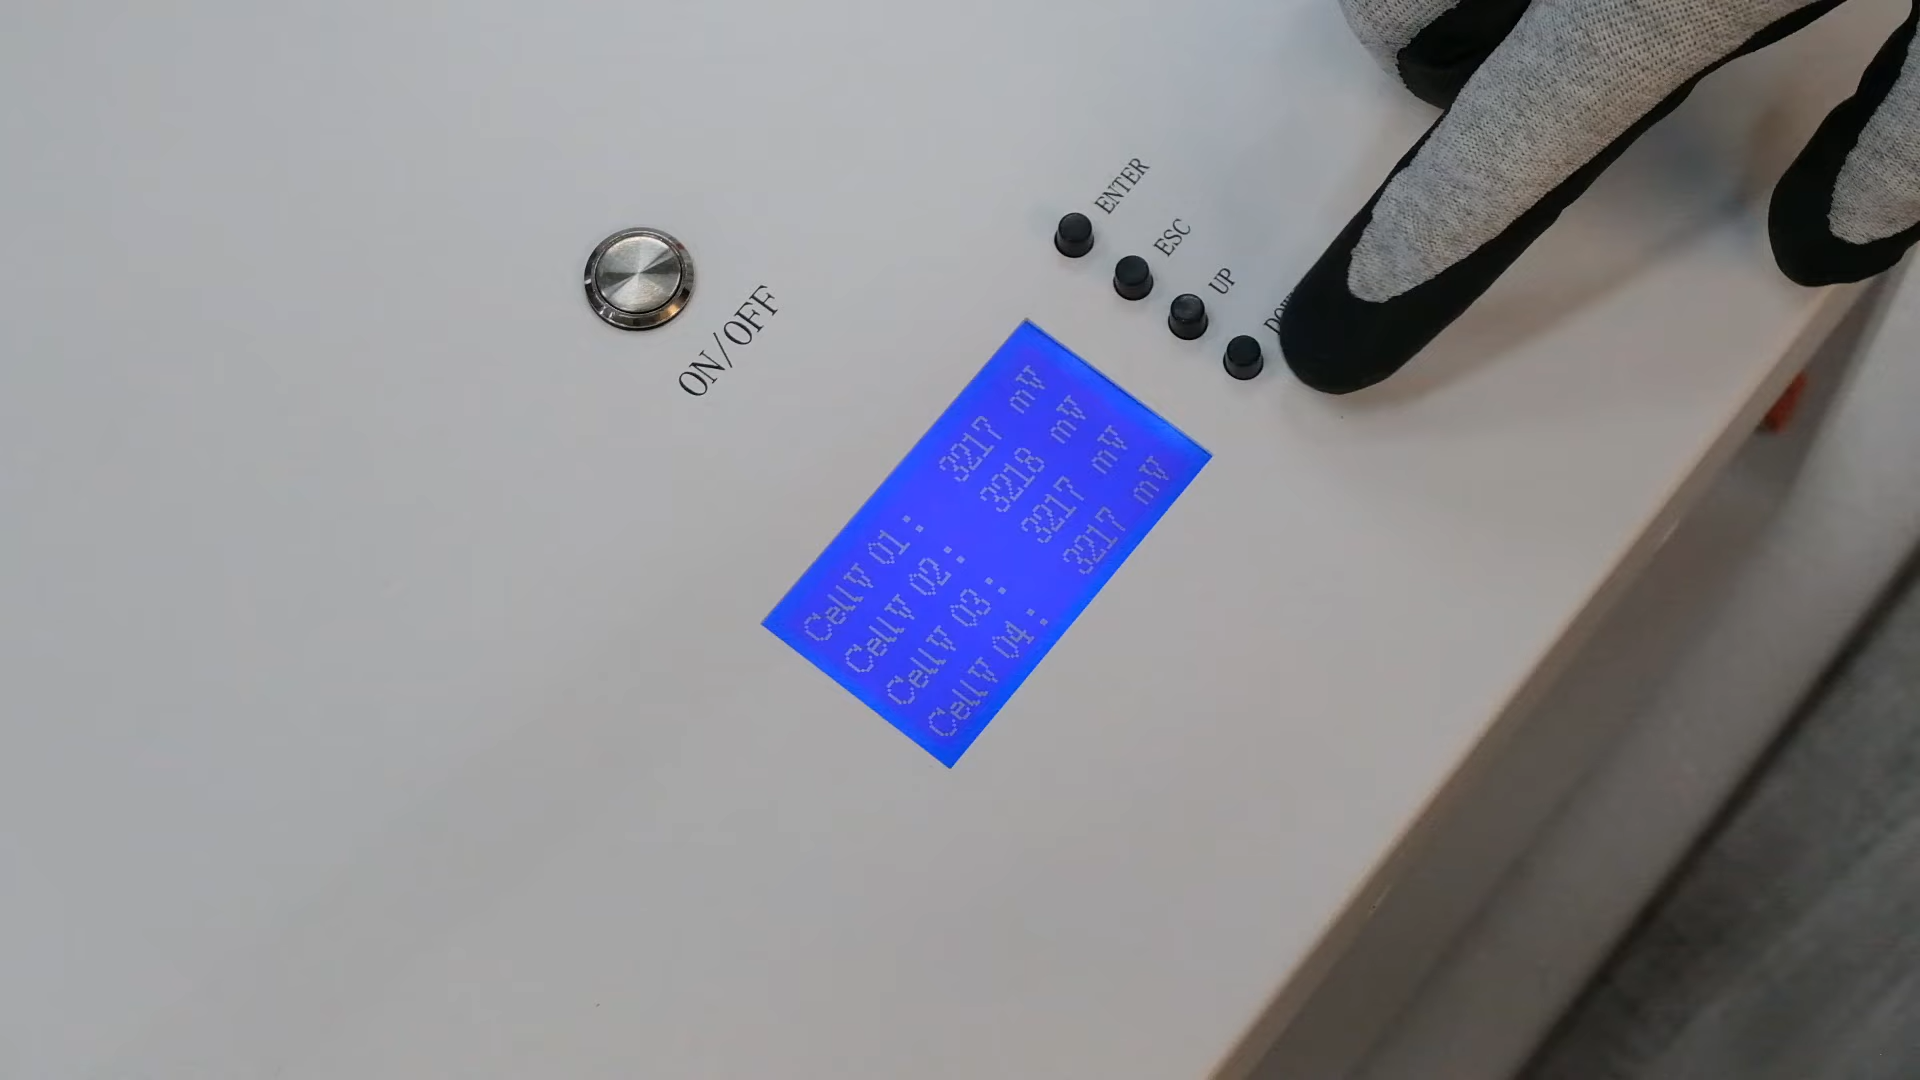 ON/OFF
ENTER
ESC
UP
CellV 01: 3217 mV
CellV 02: 3218 mV
CellV 03: 3217 mV
CellV 04: 3217 mV